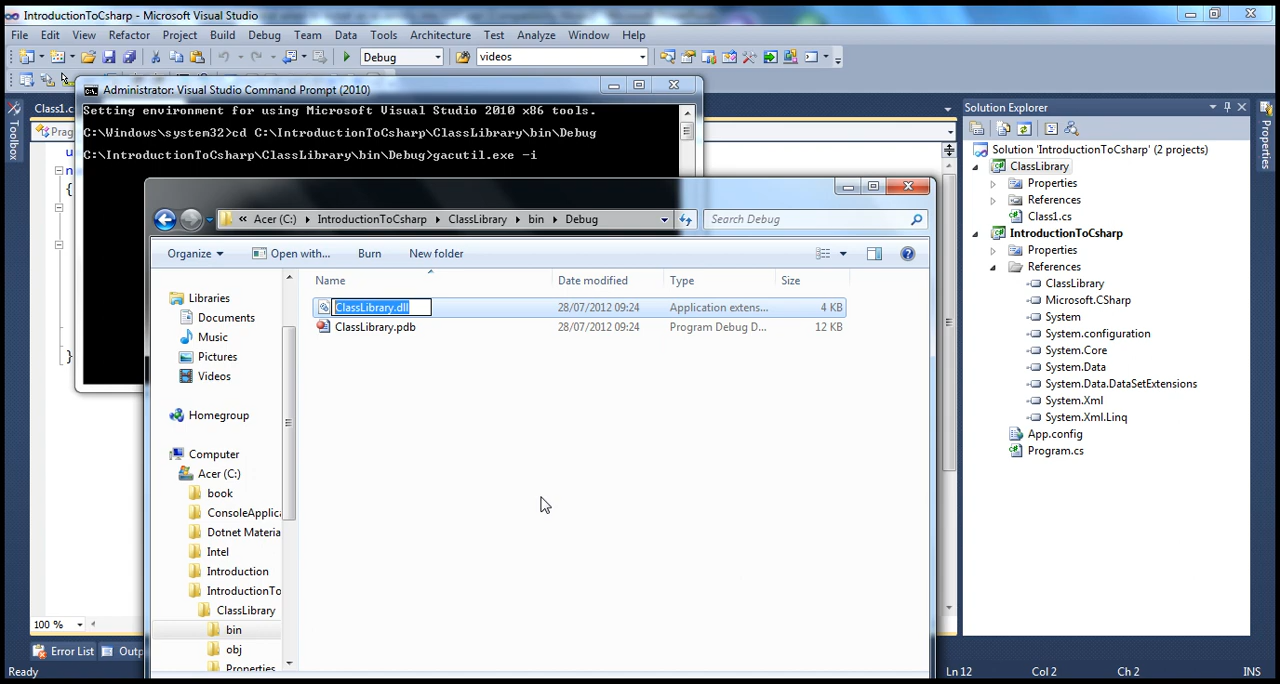 IntroductionToCsharp - Microsoft Visual Studio
File Edit View Refactor Project Build Debug Team Data Tools Architecture Test Analyze Window Help
Debug videos
Administrator: Visual Studio Command Prompt (2010)
Class1.c
Setting environment for using Microsoft Visual Studio 2010 x86 tools.
C:\Windows\system32>cd C:\IntroductionToCsharp\ClassLibrary\bin\Debug
C:\IntroductionToCsharp\ClassLibrary\bin\Debug>gacutil.exe -i
Toolbox
Prag
u
n
{
}
Acer (C:) IntroductionToCsharp ClassLibrary bin Debug
Search Debug
Organize Open with... Burn New folder
Name Date modified Type Size
ClassLibrary.dll 28/07/2012 09:24 Application extens... 4 KB
ClassLibrary.pdb 28/07/2012 09:24 Program Debug D... 12 KB
Libraries
Documents
Music
Pictures
Videos
Homegroup
Computer
Acer (C:)
book
ConsoleApplica
Dotnet Materia
Intel
Introduction
IntroductionTo
ClassLibrary
bin
obj
Properties
Solution Explorer
Solution 'IntroductionToCsharp' (2 projects)
ClassLibrary
Properties
References
Class1.cs
IntroductionToCsharp
Properties
References
ClassLibrary
Microsoft.CSharp
System
System.configuration
System.Core
System.Data
System.Data.DataSetExtensions
System.Xml
System.Xml.Linq
App.config
Program.cs
Properties
100 %
Error List Outp
Ready
Ln 12 Col 2 Ch 2 INS